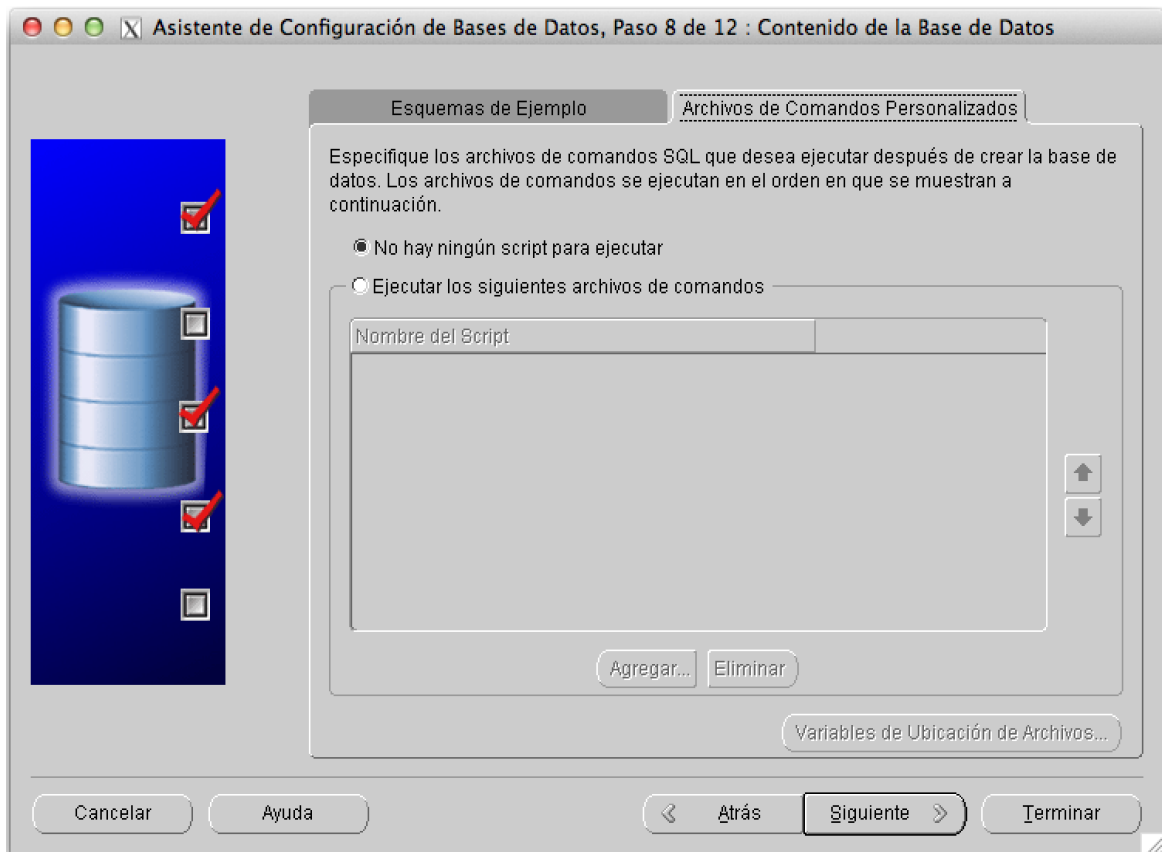 Asistente de Configuración de Bases de Datos, Paso 8 de 12 : Contenido de la Base de Datos
Esquemas de Ejemplo
Archivos de Comandos Personalizados
Especifique los archivos de comandos SQL que desea ejecutar después de crear la base de
datos. Los archivos de comandos se ejecutan en el orden en que se muestran a
continuación.
No hay ningún script para ejecutar
Ejecutar los siguientes archivos de comandos
Nombre del Script
Agregar...
Eliminar
Variables de Ubicación de Archivos...
Cancelar
Ayuda
Atrás
Siguiente
Terminar